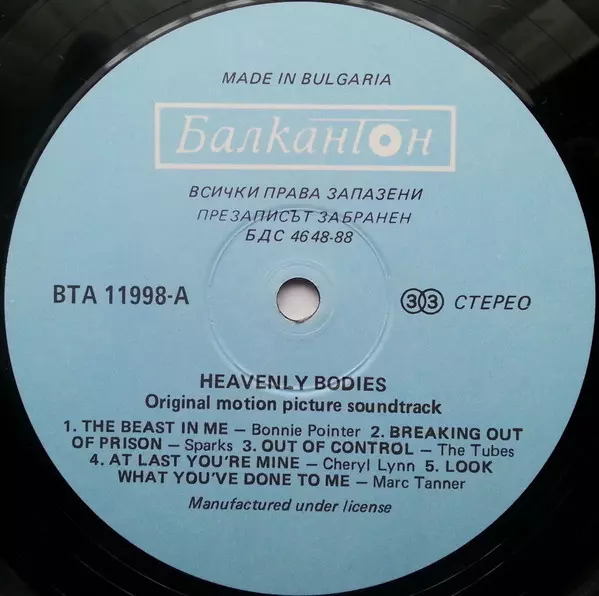 MADE IN BULGARIA
Балкантон
ВСИЧКИ ПРАВА ЗАПАЗЕНИ
ПРЕЗАПИСЪТ ЗАБРАНЕН
БДС 4648-88
ВТА 11998-А
33 СТЕРЕО
HEAVENLY BODIES
Original motion picture soundtrack
1. THE BEAST IN ME – Bonnie Pointer 2. BREAKING OUT
OF PRISON – Sparks 3. OUT OF CONTROL – The Tubes
4. AT LAST YOU'RE MINE – Cheryl Lynn 5. LOOK
WHAT YOU'VE DONE TO ME – Marc Tanner
Manufactured under license